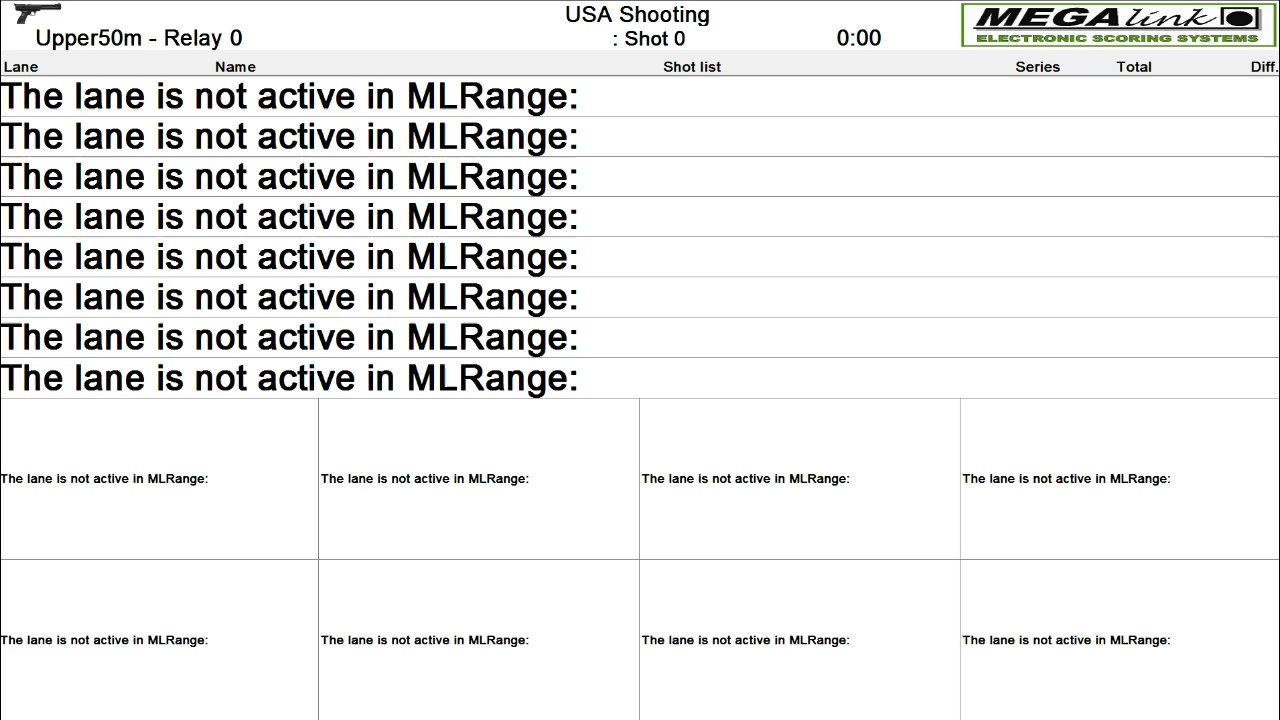 USA Shooting
Upper50m - Relay 0 : Shot 0 0:00
MEGAlink
ELECTRONIC SCORING SYSTEMS
Lane Name Shot list Series Total Diff.
The lane is not active in MLRange:
The lane is not active in MLRange:
The lane is not active in MLRange:
The lane is not active in MLRange:
The lane is not active in MLRange:
The lane is not active in MLRange:
The lane is not active in MLRange:
The lane is not active in MLRange:
The lane is not active in MLRange: The lane is not active in MLRange: The lane is not active in MLRange: The lane is not active in MLRange:
The lane is not active in MLRange: The lane is not active in MLRange: The lane is not active in MLRange: The lane is not active in MLRange: